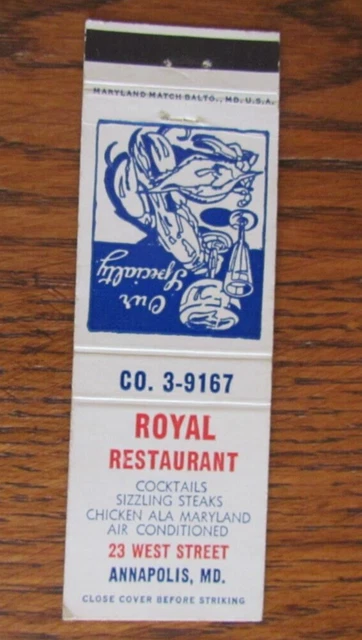 MARYLAND MATCH BALTO., MD. U.S.A.
Our
Specialty
CO. 3-9167
ROYAL
RESTAURANT
COCKTAILS
SIZZLING STEAKS
CHICKEN ALA MARYLAND
AIR CONDITIONED
23 WEST STREET
ANNAPOLIS, MD.
CLOSE COVER BEFORE STRIKING